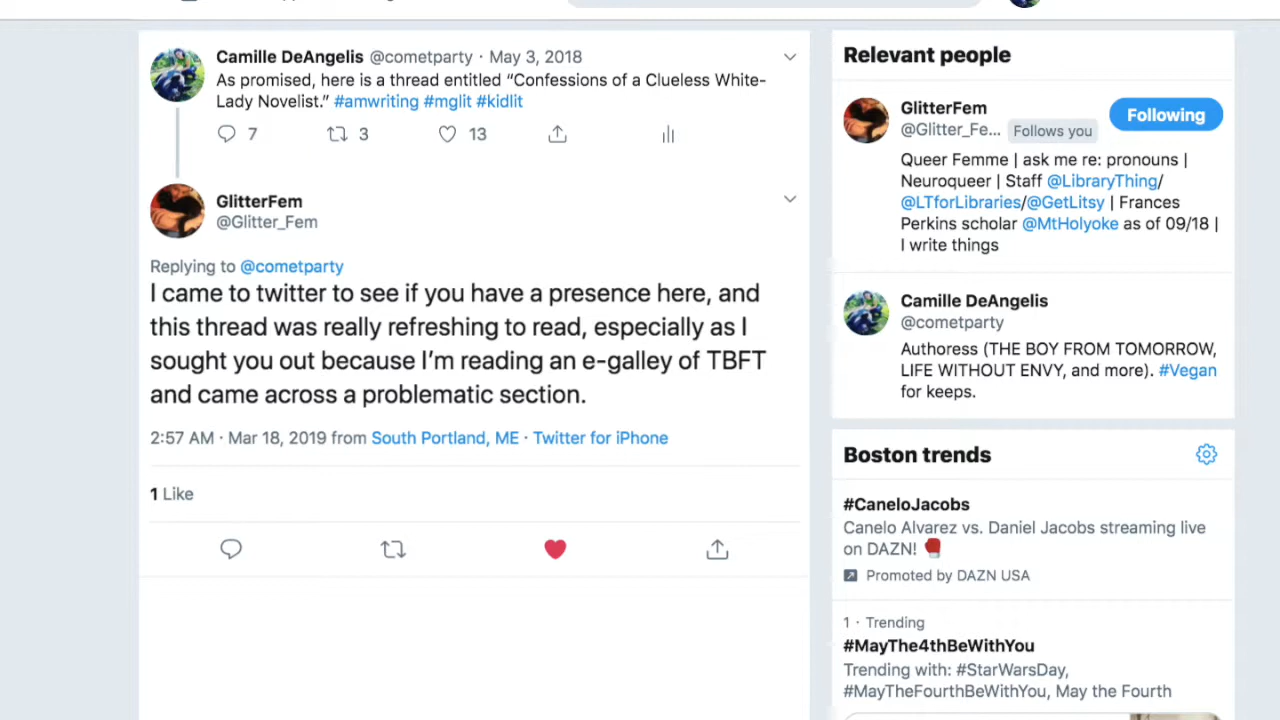 Camille DeAngelis @cometparty · May 3, 2018
As promised, here is a thread entitled “Confessions of a Clueless White-
Lady Novelist.” #amwriting #mglit #kidlit
7 3 13
GlitterFem
@Glitter_Fem
Replying to @cometparty
I came to twitter to see if you have a presence here, and
this thread was really refreshing to read, especially as I
sought you out because I’m reading an e-galley of TBFT
and came across a problematic section.
2:57 AM · Mar 18, 2019 from South Portland, ME · Twitter for iPhone
1 Like
Relevant people
GlitterFem
@Glitter_Fe... Follows you
Following
Queer Femme | ask me re: pronouns |
Neuroqueer | Staff @LibraryThing/
@LTforLibraries/@GetLitsy | Frances
Perkins scholar @MtHolyoke as of 09/18 |
I write things
Camille DeAngelis
@cometparty
Authoress (THE BOY FROM TOMORROW,
LIFE WITHOUT ENVY, and more). #Vegan
for keeps.
Boston trends
#CaneloJacobs
Canelo Alvarez vs. Daniel Jacobs streaming live
on DAZN!
Promoted by DAZN USA
1 · Trending
#MayThe4thBeWithYou
Trending with: #StarWarsDay,
#MayTheFourthBeWithYou, May the Fourth